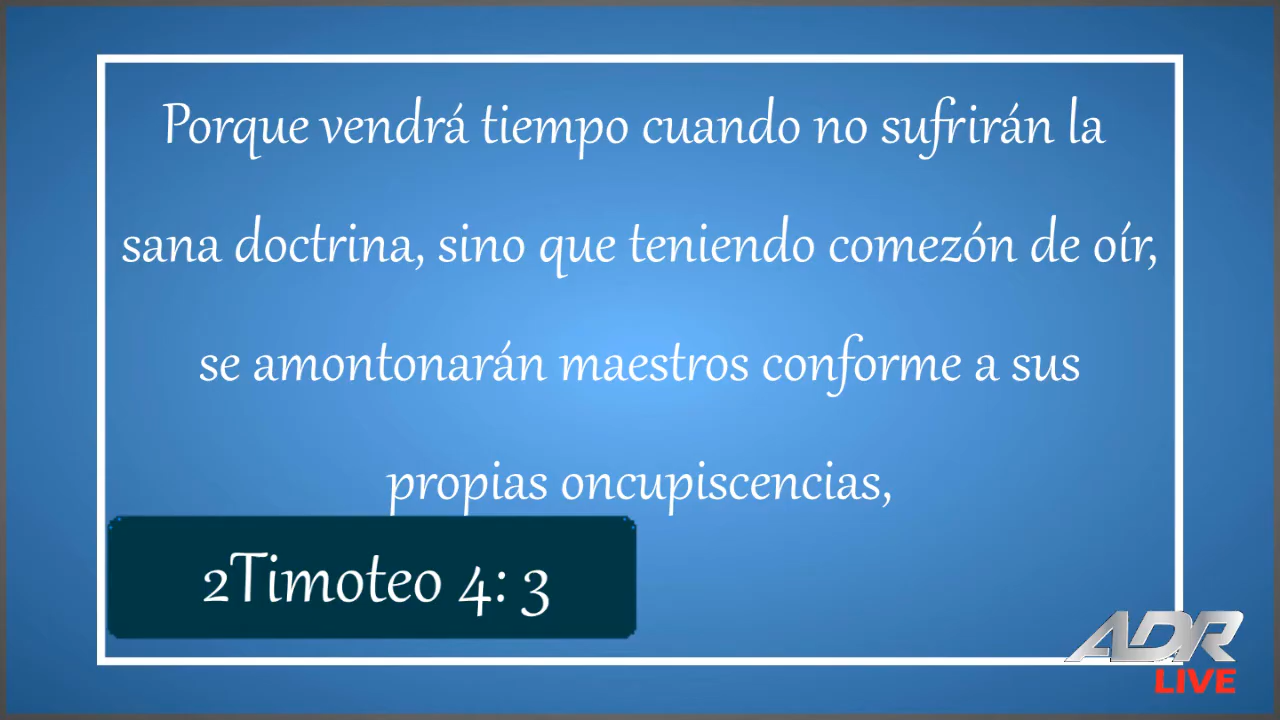 Porque vendrá tiempo cuando no sufrirán la
sana doctrina, sino que teniendo comezón de oír,
se amontonarán maestros conforme a sus
propias oncupiscencias,
2Timoteo 4: 3
ADR
LIVE